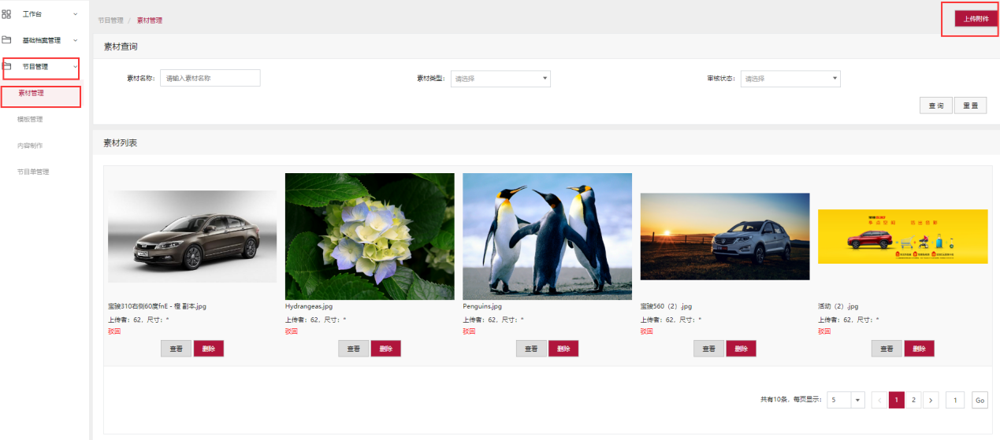 工作台
基础档案管理
节目管理
素材管理
模板管理
内容制作
节目单管理
节目管理 / 素材管理
上传附件
素材查询
素材名称: 请输入素材名称
素材类型: 请选择
审核状态: 请选择
查 询 重 置
素材列表
宝骏310右侧60度fnE - 橙 副本.jpg
上传者: 62, 尺寸: *
驳回
查看 删除
Hydrangeas.jpg
上传者: 62, 尺寸: *
驳回
查看 删除
Penguins.jpg
上传者: 62, 尺寸: *
驳回
查看 删除
宝骏560（2）.jpg
上传者: 62, 尺寸: *
驳回
查看 删除
活动（2）.jpg
上传者: 62, 尺寸: *
驳回
查看 删除
共有10条, 每页显示: 5 < 1 2 > 1 Go